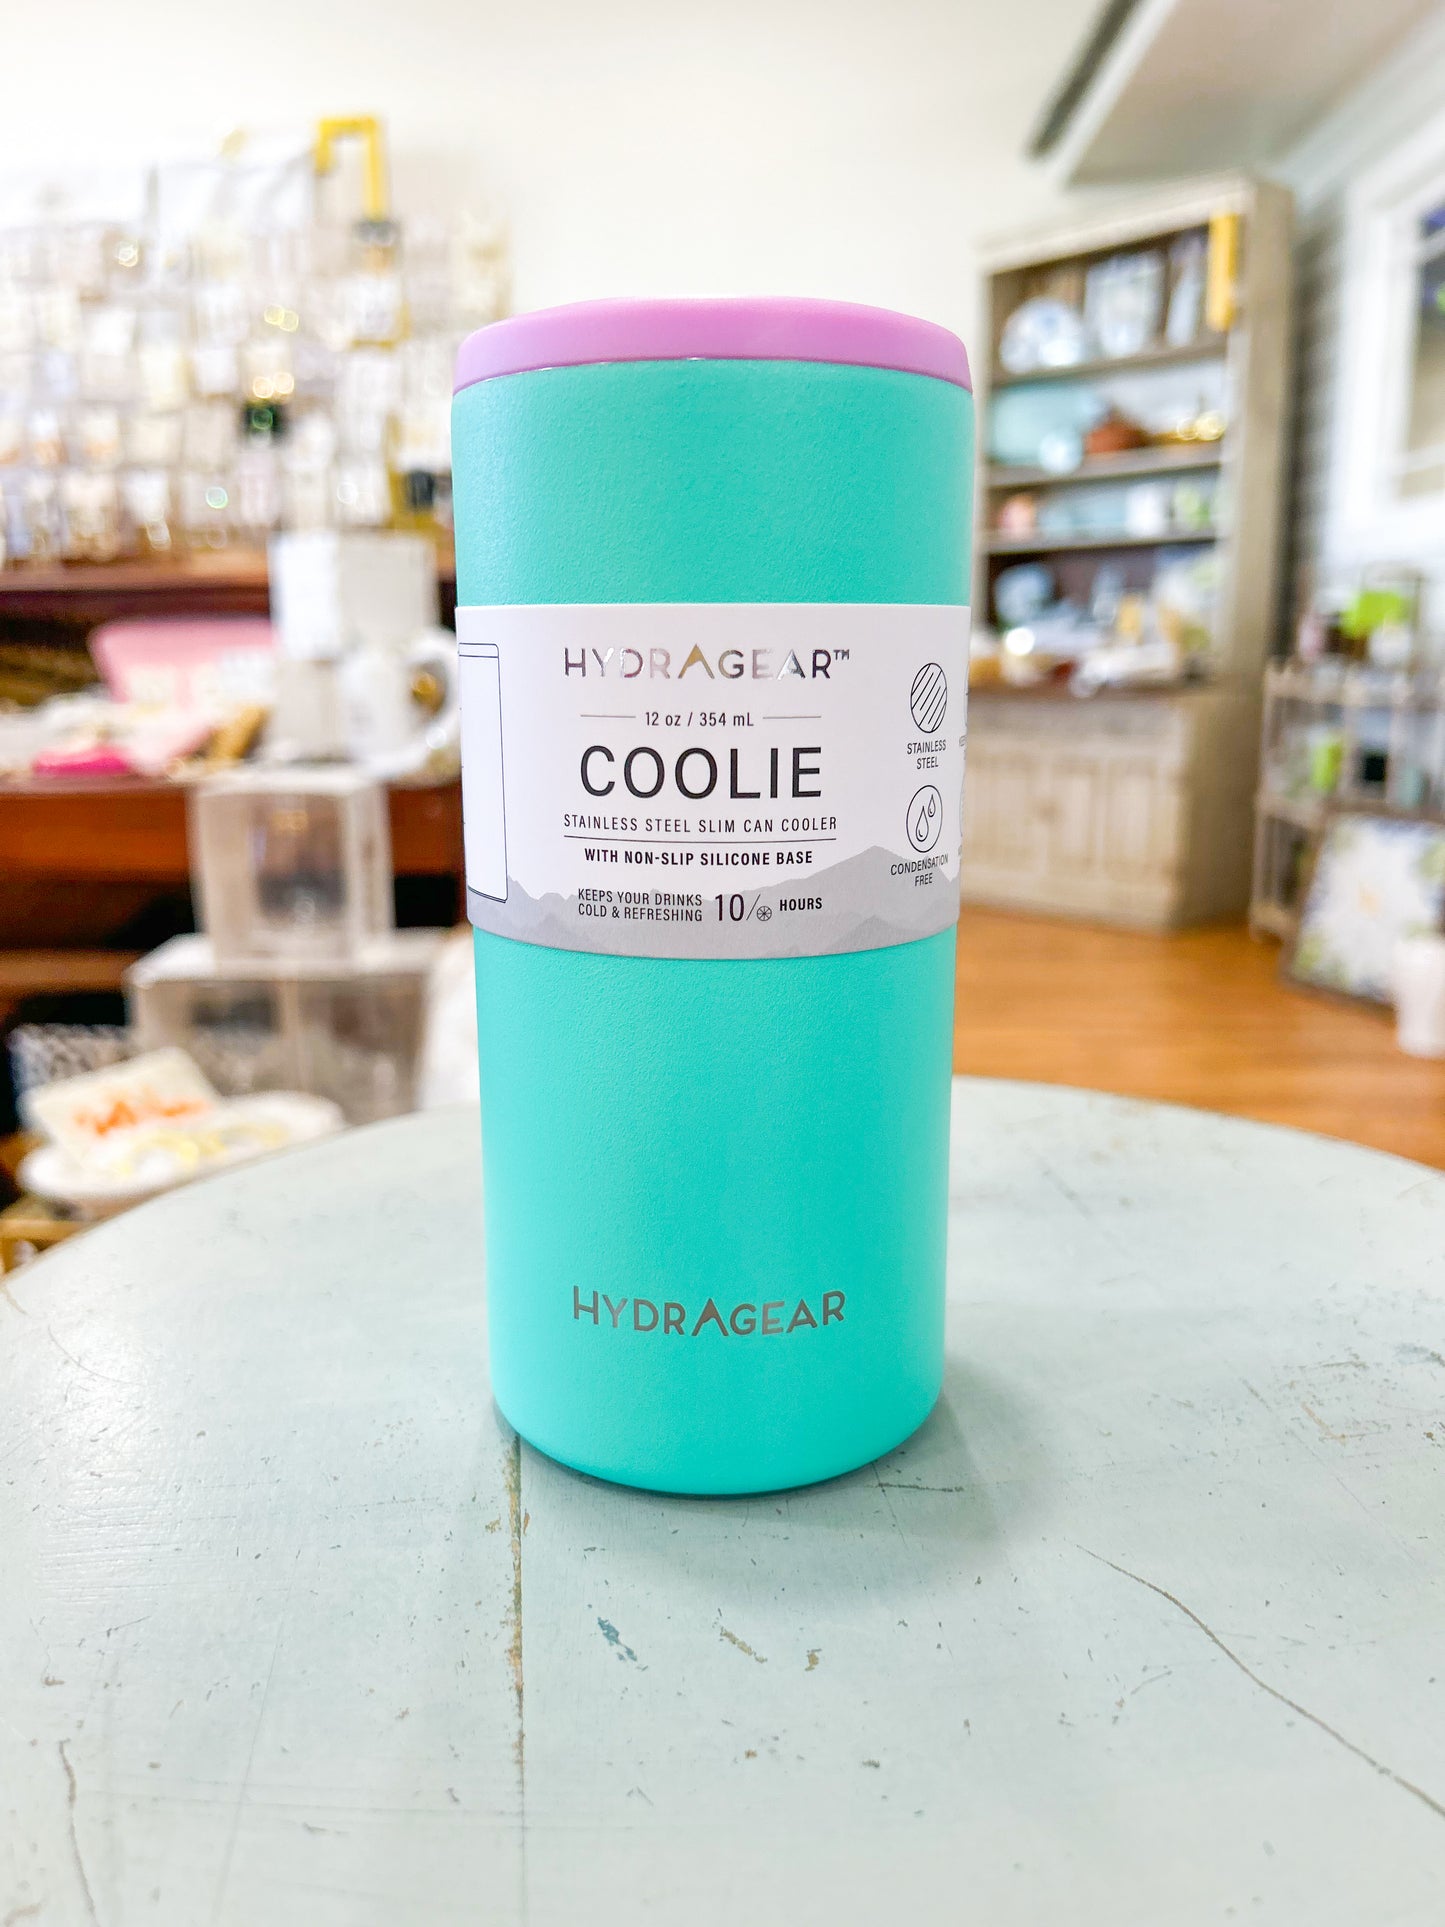 HYDRAGEAR™
12 oz / 354 mL
COOLIE
STAINLESS STEEL SLIM CAN COOLER
WITH NON-SLIP SILICONE BASE
KEEPS YOUR DRINKS
COLD & REFRESHING
10/
HOURS
STAINLESS
STEEL
CONDENSATION
FREE
HYDRAGEAR